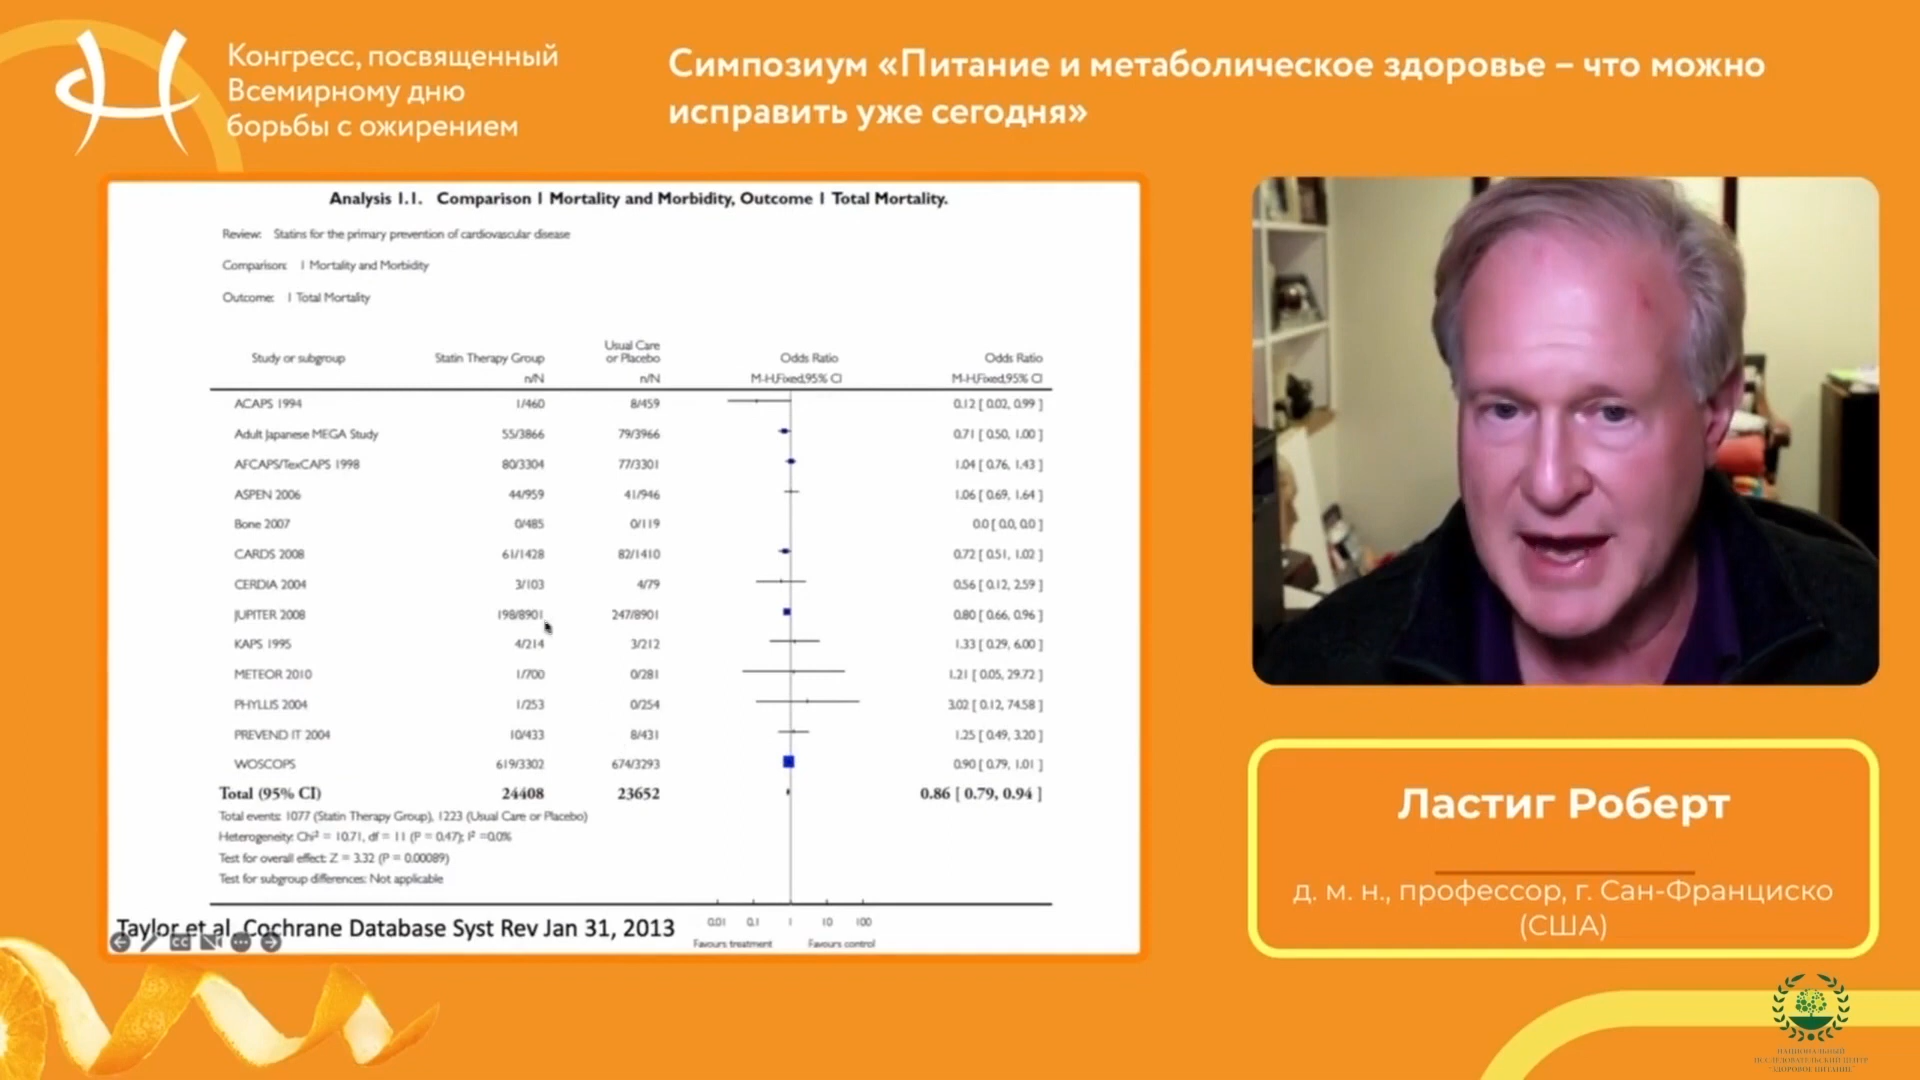 Конгресс, посвященный
Всемирному дню
борьбы с ожирением
Симпозиум «Питание и метаболическое здоровье – что можно
исправить уже сегодня»
Analysis 1.1. Comparison 1 Mortality and Morbidity, Outcome 1 Total Mortality.
Review: Statins for the primary prevention of cardiovascular disease
Comparison: 1 Mortality and Morbidity
Outcome: 1 Total Mortality
Study or subgroup Statin Therapy Group Usual Care or Placebo Odds Ratio Odds Ratio
n/N n/N M-H,Fixed,95% CI M-H,Fixed,95% CI
ACAPS 1994 1/460 8/459 0.12 [ 0.02, 0.99 ]
Adult Japanese MEGA Study 55/3866 79/3966 0.71 [ 0.50, 1.00 ]
AFCAPS/TexCAPS 1998 80/3304 77/3301 1.04 [ 0.76, 1.43 ]
ASPEN 2006 44/959 41/946 1.06 [ 0.69, 1.64 ]
Bone 2007 0/485 0/119 0.0 [ 0.0, 0.0 ]
CARDS 2008 61/1428 82/1410 0.72 [ 0.51, 1.02 ]
CERDIA 2004 3/103 4/79 0.56 [ 0.12, 2.59 ]
JUPITER 2008 198/8901 247/8901 0.80 [ 0.66, 0.96 ]
KAPS 1995 4/214 3/212 1.33 [ 0.29, 6.00 ]
METEOR 2010 1/700 0/281 1.21 [ 0.05, 29.72 ]
PHYLLIS 2004 1/253 0/254 3.02 [ 0.12, 74.58 ]
PREVEND IT 2004 10/433 8/431 1.25 [ 0.49, 3.20 ]
WOSCOPS 619/3302 674/3293 0.90 [ 0.79, 1.01 ]
Total (95% CI) 24408 23652 0.86 [ 0.79, 0.94 ]
Total events: 1077 (Statin Therapy Group), 1223 (Usual Care or Placebo)
Heterogeneity: Chi² = 10.71, df = 11 (P = 0.47); I² =0.0%
Test for overall effect: Z = 3.32 (P = 0.00089)
Test for subgroup differences: Not applicable
0.01 0.1 1 10 100
Favours treatment Favours control
Taylor et al. Cochrane Database Syst Rev Jan 31, 2013
CC
Ластиг Роберт
д. м. н., профессор, г. Сан-Франциско
(США)
НАЦИОНАЛЬНЫЙ
ИССЛЕДОВАТЕЛЬСКИЙ ЦЕНТР
"ЗДОРОВОЕ ПИТАНИЕ"